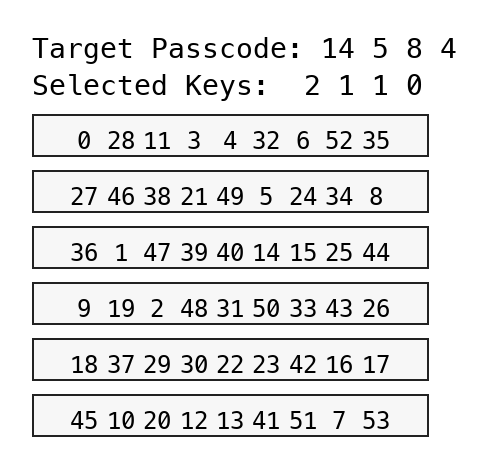 Target Passcode: 14 5 8 4
Selected Keys: 2 1 1 0
0 28 11 3 4 32 6 52 35
27 46 38 21 49 5 24 34 8
36 1 47 39 40 14 15 25 44
9 19 2 48 31 50 33 43 26
18 37 29 30 22 23 42 16 17
45 10 20 12 13 41 51 7 53